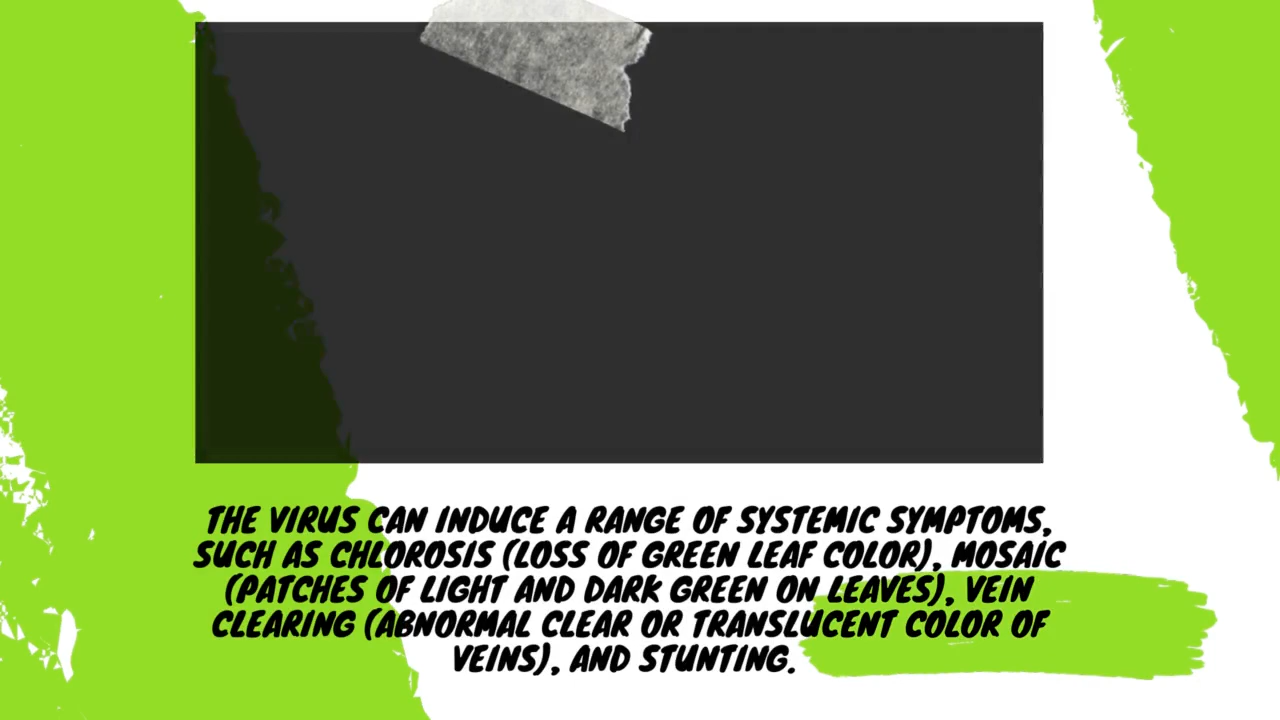 THE VIRUS CAN INDUCE A RANGE OF SYSTEMIC SYMPTOMS,
SUCH AS CHLOROSIS (LOSS OF GREEN LEAF COLOR), MOSAIC
(PATCHES OF LIGHT AND DARK GREEN ON LEAVES), VEIN
CLEARING (ABNORMAL CLEAR OR TRANSLUCENT COLOR OF
VEINS), AND STUNTING.